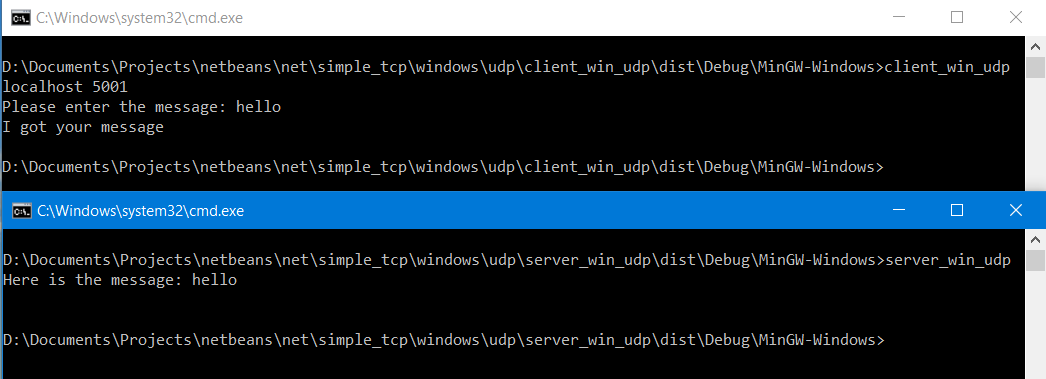 C:\Windows\system32\cmd.exe
D:\Documents\Projects\netbeans\net\simple_tcp\windows\udp\client_win_udp\dist\Debug\MinGW-Windows>client_win_udp
localhost 5001
Please enter the message: hello
I got your message
D:\Documents\Projects\netbeans\net\simple_tcp\windows\udp\client_win_udp\dist\Debug\MinGW-Windows>
C:\Windows\system32\cmd.exe
D:\Documents\Projects\netbeans\net\simple_tcp\windows\udp\server_win_udp\dist\Debug\MinGW-Windows>server_win_udp
Here is the message: hello
D:\Documents\Projects\netbeans\net\simple_tcp\windows\udp\server_win_udp\dist\Debug\MinGW-Windows>